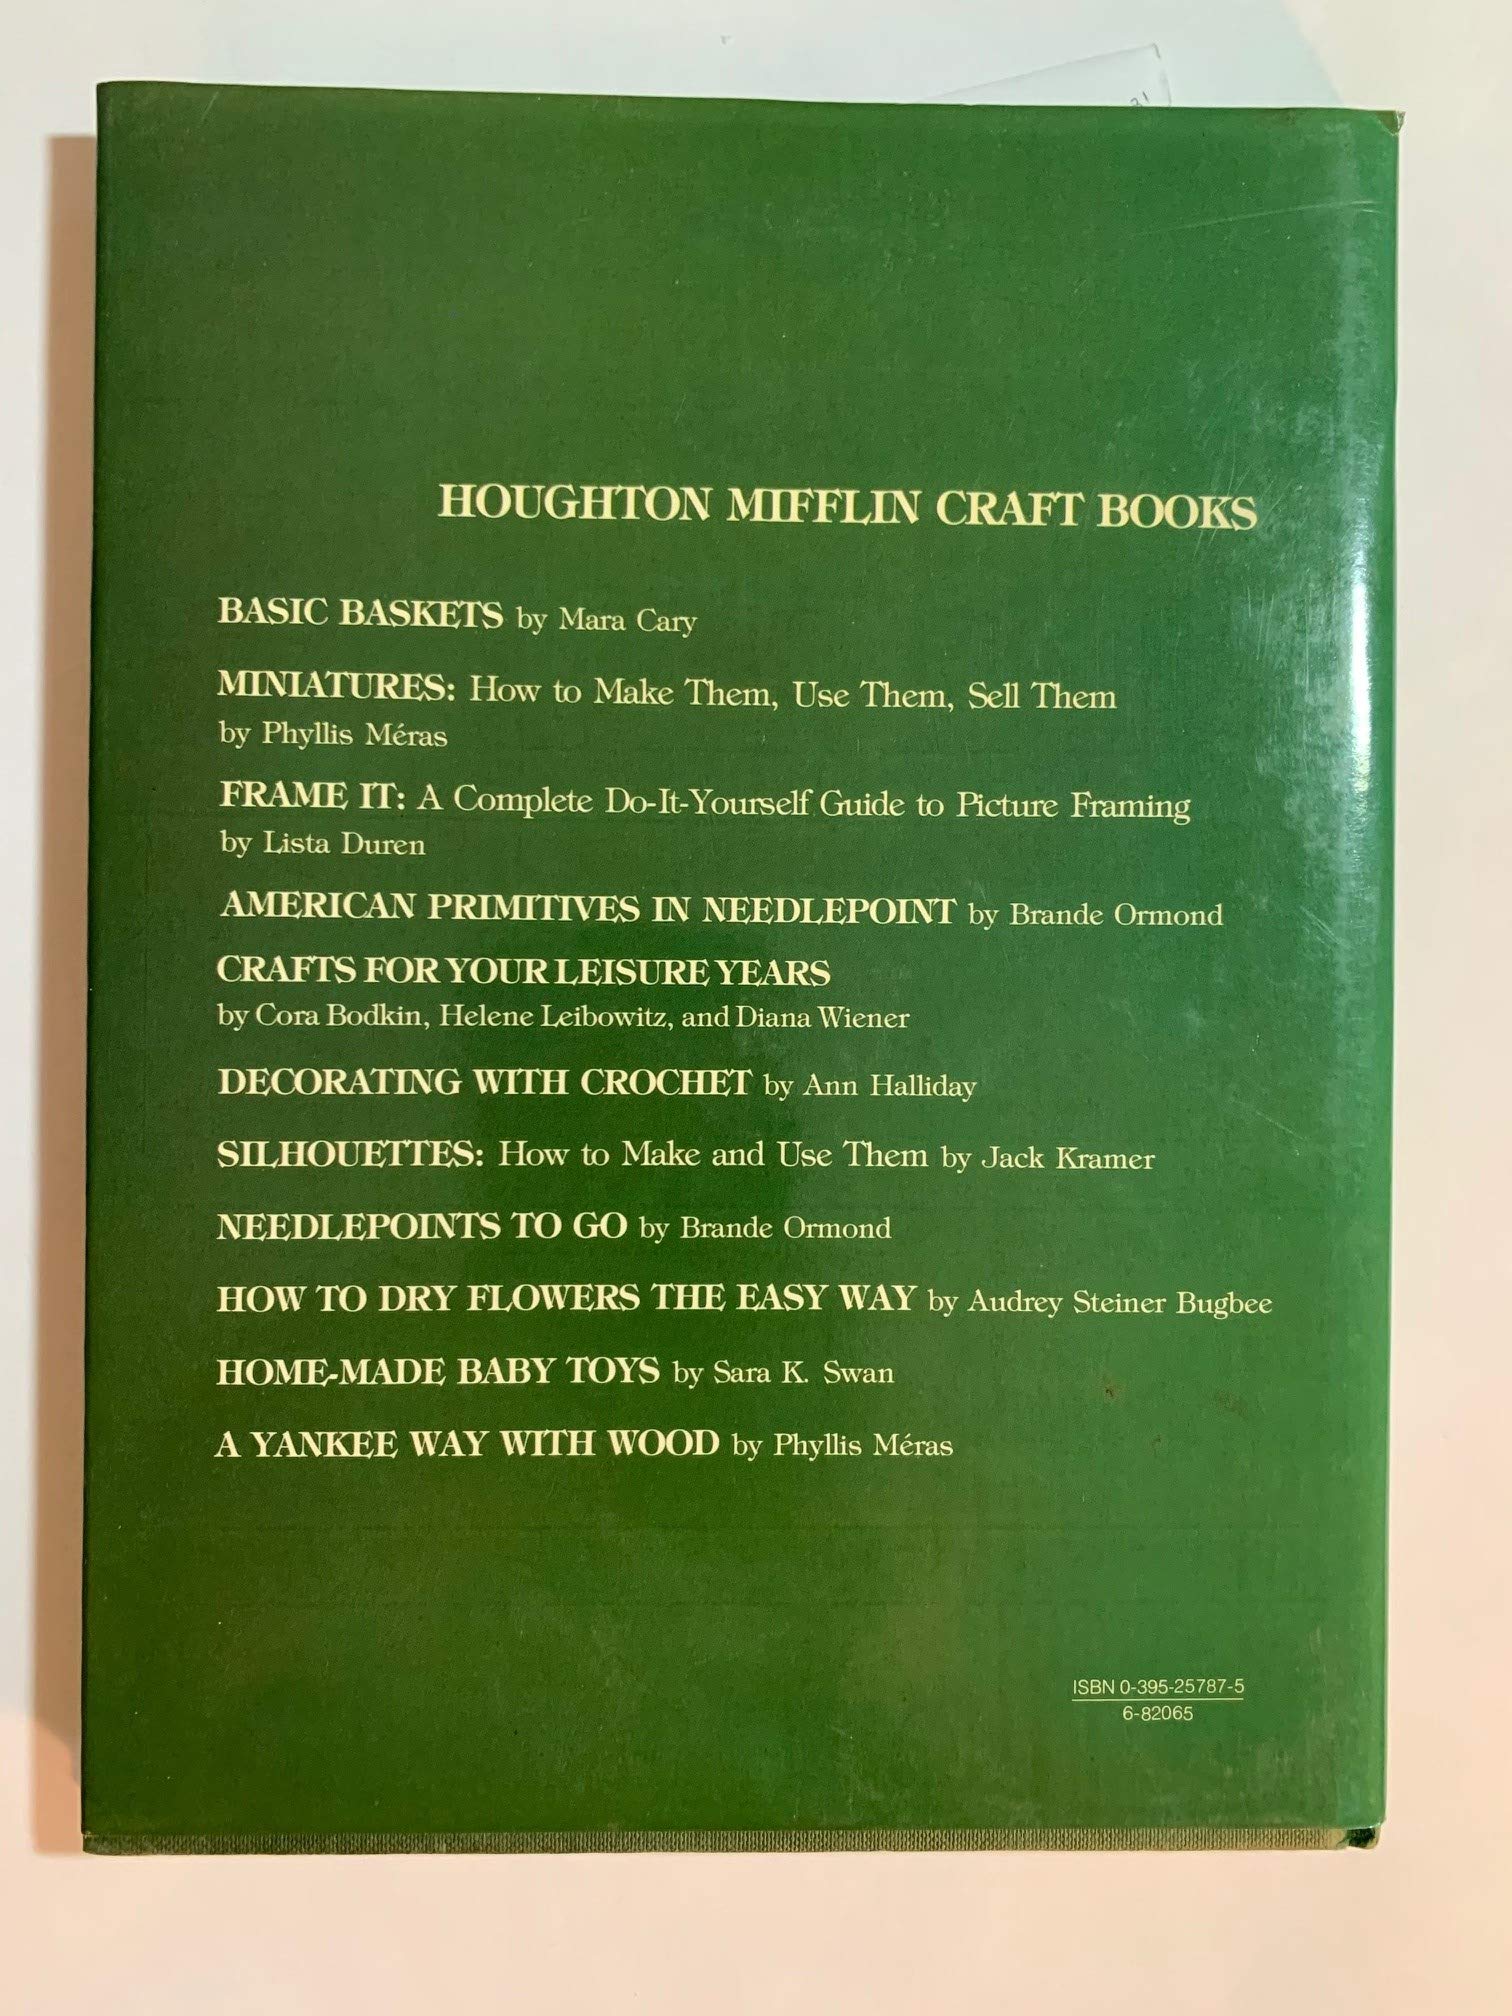 HOUGHTON MIFFLIN CRAFT BOOKS
BASIC BASKETS by Mara Cary
MINIATURES: How to Make Them, Use Them, Sell Them
by Phyllis Méras
FRAME IT: A Complete Do-It-Yourself Guide to Picture Framing
by Lista Duren
AMERICAN PRIMITIVES IN NEEDLEPOINT by Brande Ormond
CRAFTS FOR YOUR LEISURE YEARS
by Cora Bodkin, Helene Leibowitz, and Diana Wiener
DECORATING WITH CROCHET by Ann Halliday
SILHOUETTES: How to Make and Use Them by Jack Kramer
NEEDLEPOINTS TO GO by Brande Ormond
HOW TO DRY FLOWERS THE EASY WAY by Audrey Steiner Bugbee
HOME-MADE BABY TOYS by Sara K. Swan
A YANKEE WAY WITH WOOD by Phyllis Méras
ISBN 0-395-25787-5
6-82065